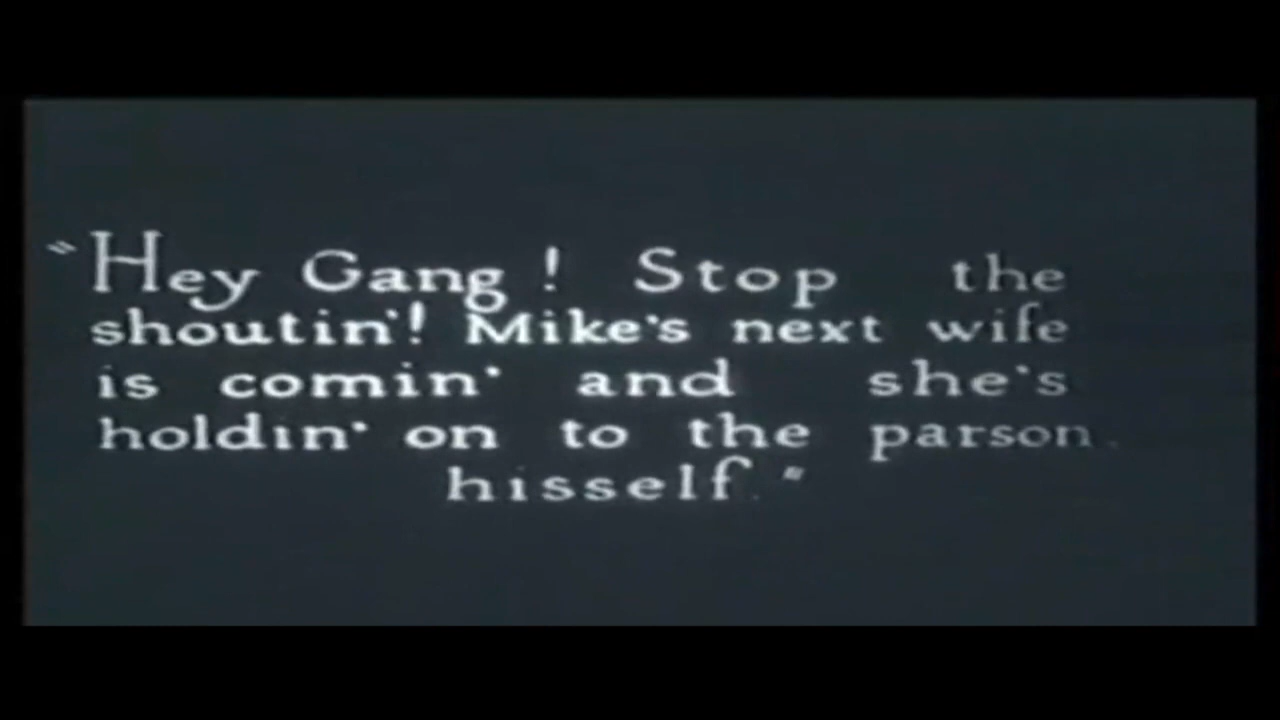 "Hey Gang! Stop the
shoutin'! Mike's next wife
is comin' and she's
holdin' on to the parson
hisself."